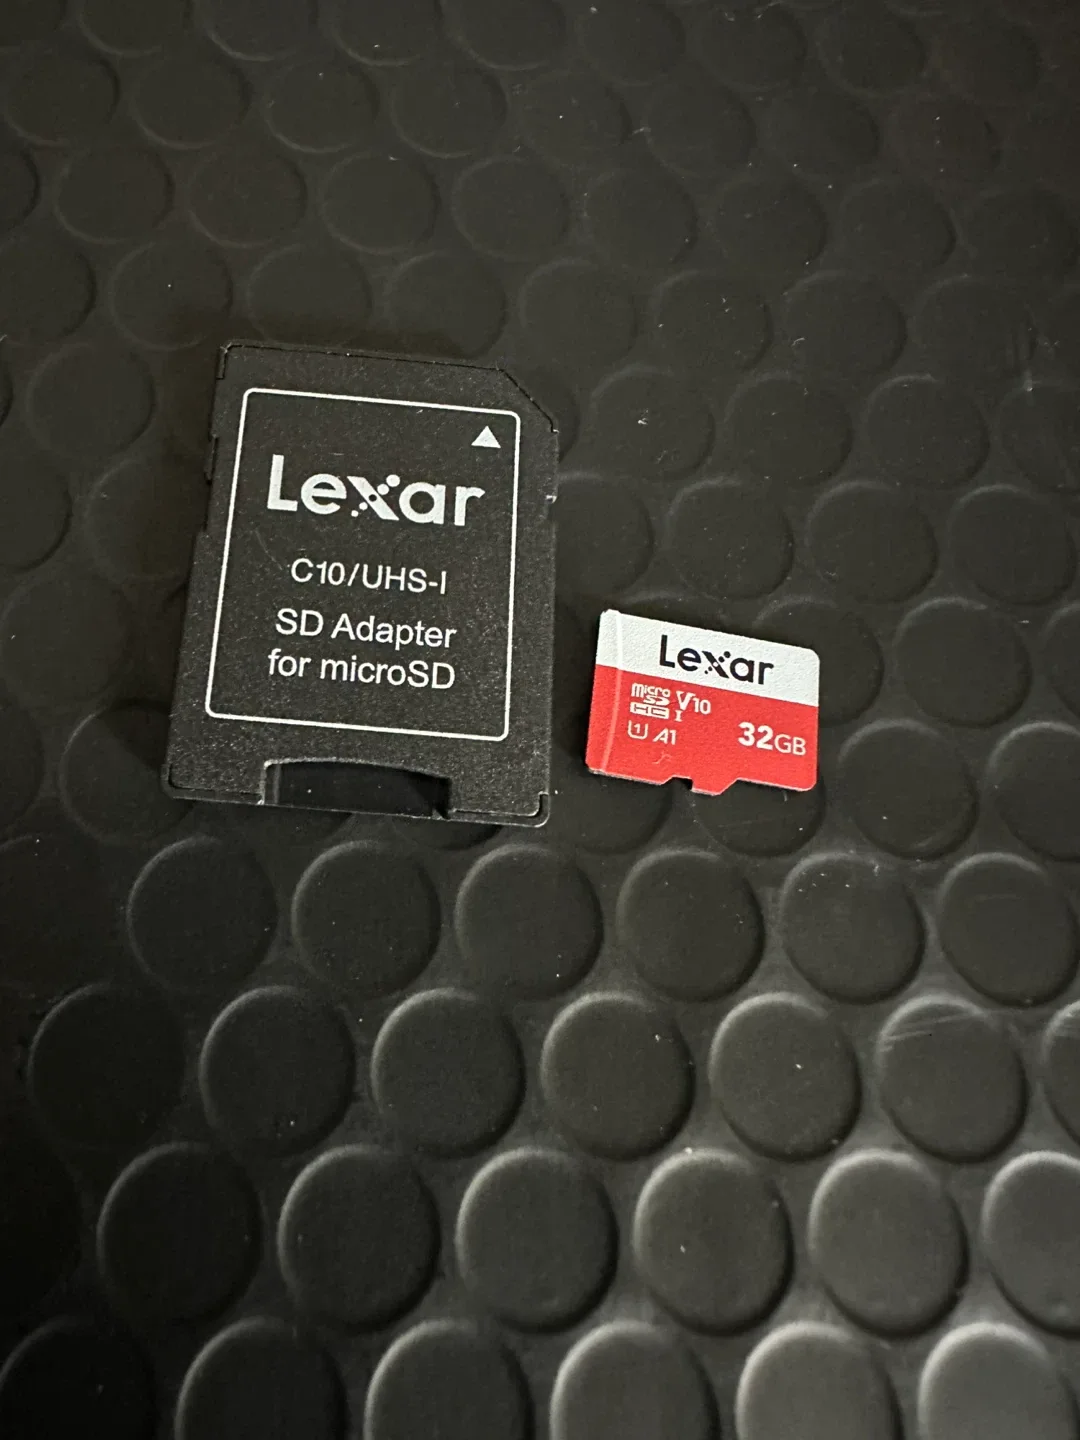 Lexar
C10/UHS-I
SD Adapter
for microSD
Lexar
micro SD HC I V10
U1 A1 32GB